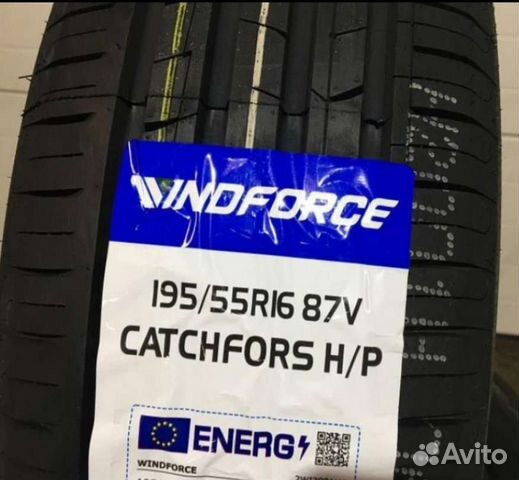 WINDFORCE
195/55R16 87V
CATCHFORS H/P
ENERG
WINDFORCE
Avito